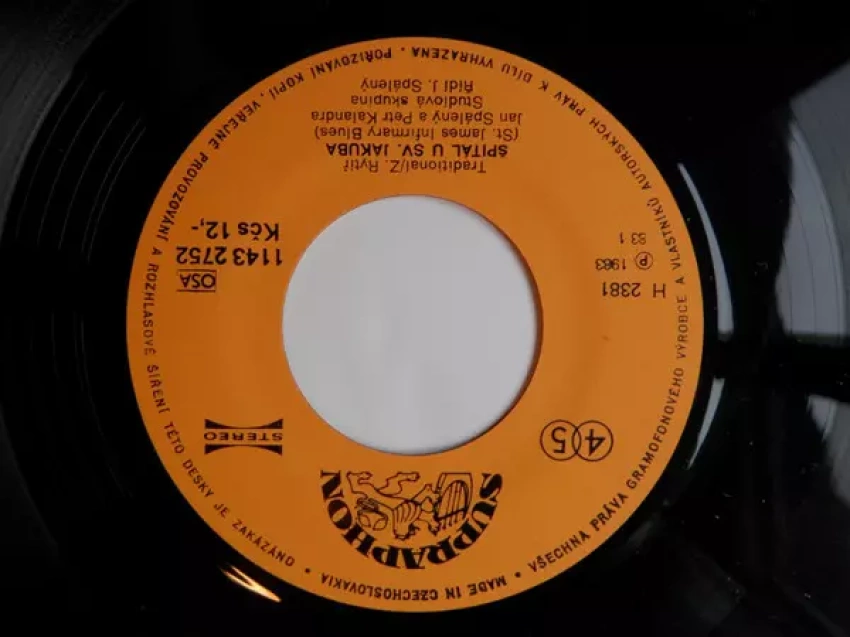 SUPRAPHON
45
STEREO
H 2381
℗ 1983
83 1
OSA
1143 2752
Kčs 12,-
Traditional/Z. Rytíř
ŠPITÁL U SV. JAKUBA
(St. James Infirmary Blues)
Jan Spálený a Petr Kalandra
Studiová skupina
Řídí J. Spálený
• MADE IN CZECHOSLOVAKIA • VŠECHNA PRÁVA GRAMOFONOVÉHO VÝROBCE A VLASTNÍKŮ AUTORSKÝCH PRÁV K DÍLU VYHRAZENA . POŘIZOVÁNÍ KOPIÍ, VEŘEJNÉ PROVOZOVÁNÍ A ROZHLASOVÉ ŠÍŘENÍ TÉTO DESKY JE ZAKÁZÁNO